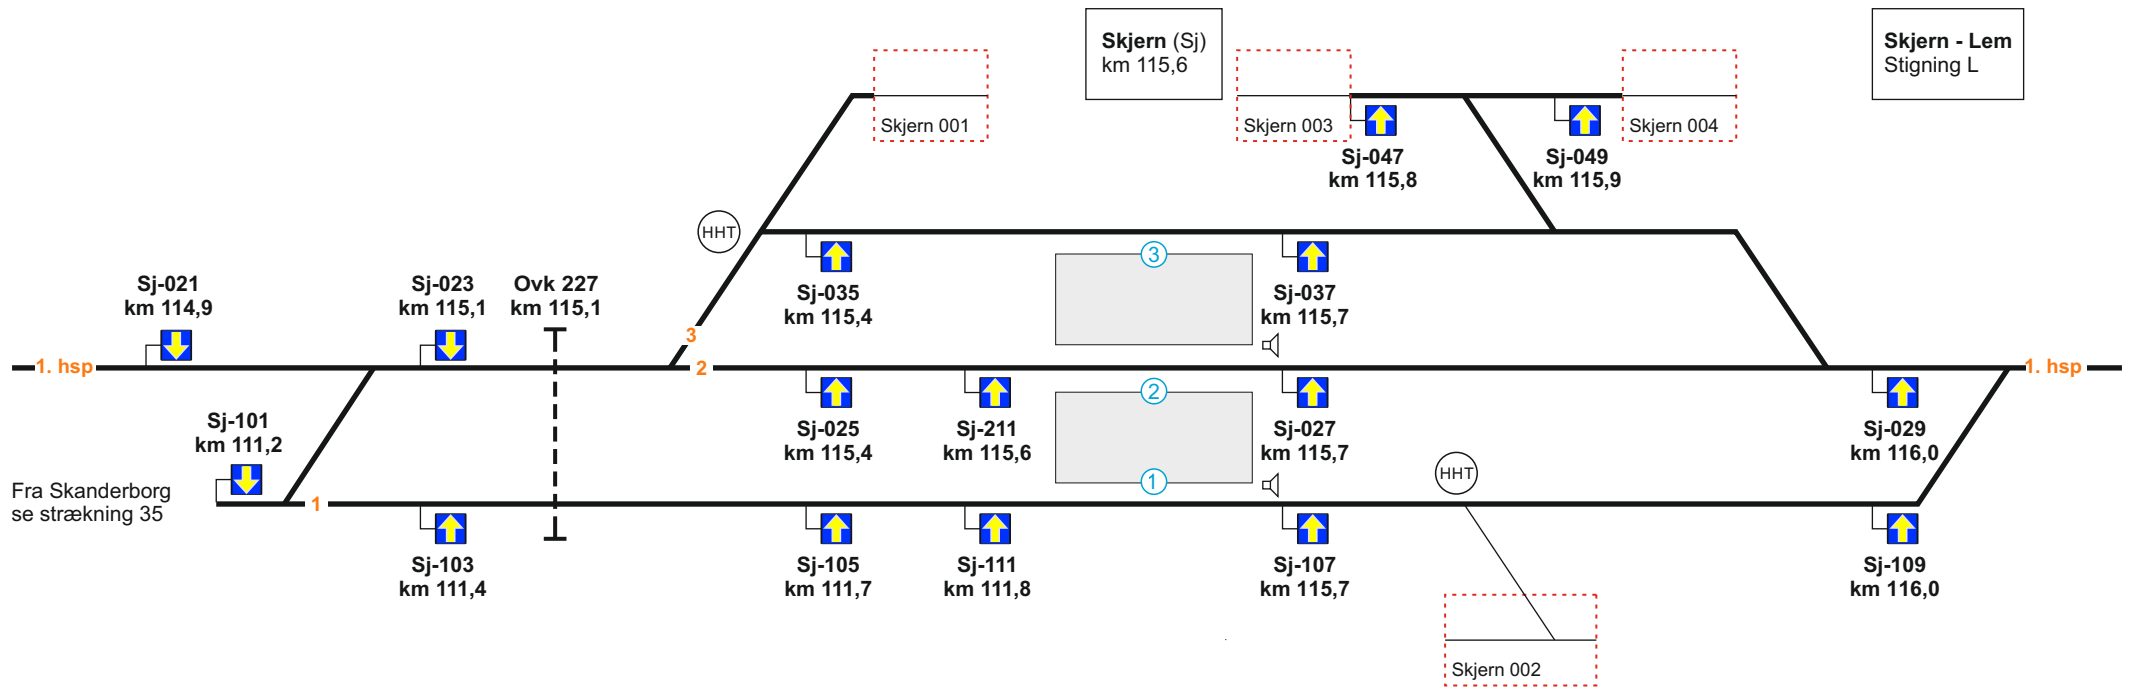 Skjern (Sj)
km 115,6
Skjern - Lem
Stigning L
Skjern 001
Skjern 003
Skjern 004
Sj-047
km 115,8
Sj-049
km 115,9
HHT
3
Sj-021
km 114,9
Sj-023
km 115,1
Ovk 227
km 115,1
Sj-035
km 115,4
Sj-037
km 115,7
3
1. hsp
2
1. hsp
2
Sj-101
km 111,2
Sj-025
km 115,4
Sj-211
km 115,6
Sj-027
km 115,7
Sj-029
km 116,0
HHT
1
Fra Skanderborg
se strækning 35
1
Sj-103
km 111,4
Sj-105
km 111,7
Sj-111
km 111,8
Sj-107
km 115,7
Sj-109
km 116,0
Skjern 002